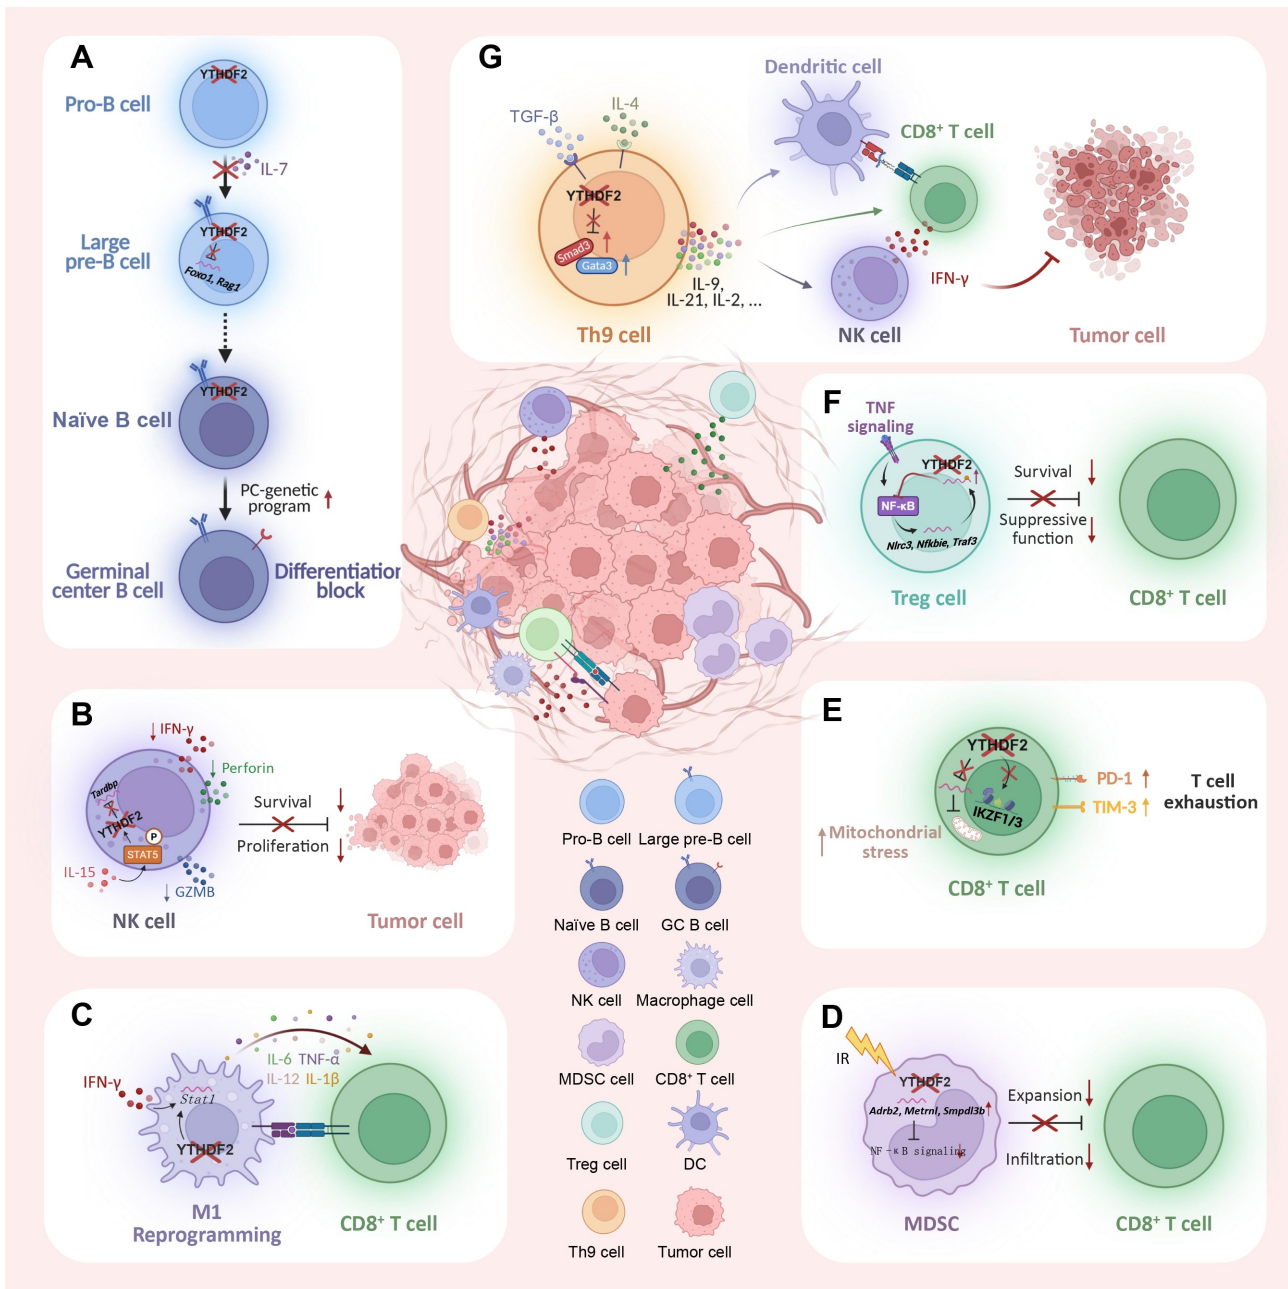 A
YTHDF2
Pro-B cell
IL-7
YTHDF2
Large
pre-B cell
Foxo1, Rag1
YTHDF2
Naïve B cell
PC-genetic
program
Germinal
center B cell
Differentiation
block
G
Dendritic cell
TGF-β
IL-4
CD8⁺ T cell
YTHDF2
Smad3
Gata3
IL-9,
IL-21, IL-2, ...
IFN-γ
Th9 cell
NK cell
Tumor cell
F
TNF
signaling
YTHDF2
NF-κB
Nlrc3, Nfkbie, Traf3
Survival
Suppressive
function
Treg cell
CD8⁺ T cell
B
IFN-γ
Perforin
Tardbp
YTHDF2
P
STAT5
IL-15
GZMB
Survival
Proliferation
NK cell
Tumor cell
E
YTHDF2
IKZF1/3
PD-1
TIM-3
T cell
exhaustion
Mitochondrial
stress
CD8⁺ T cell
C
IL-6 TNF-α
IL-12 IL-1β
IFN-γ
Stat1
YTHDF2
M1
Reprogramming
CD8⁺ T cell
D
IR
YTHDF2
Adrb2, Metrnl, Smpdl3b
NF-κB signaling
Expansion
Infiltration
MDSC
CD8⁺ T cell
Pro-B cell
Large pre-B cell
Naïve B cell
GC B cell
NK cell
Macrophage cell
MDSC cell
CD8⁺ T cell
Treg cell
DC
Th9 cell
Tumor cell